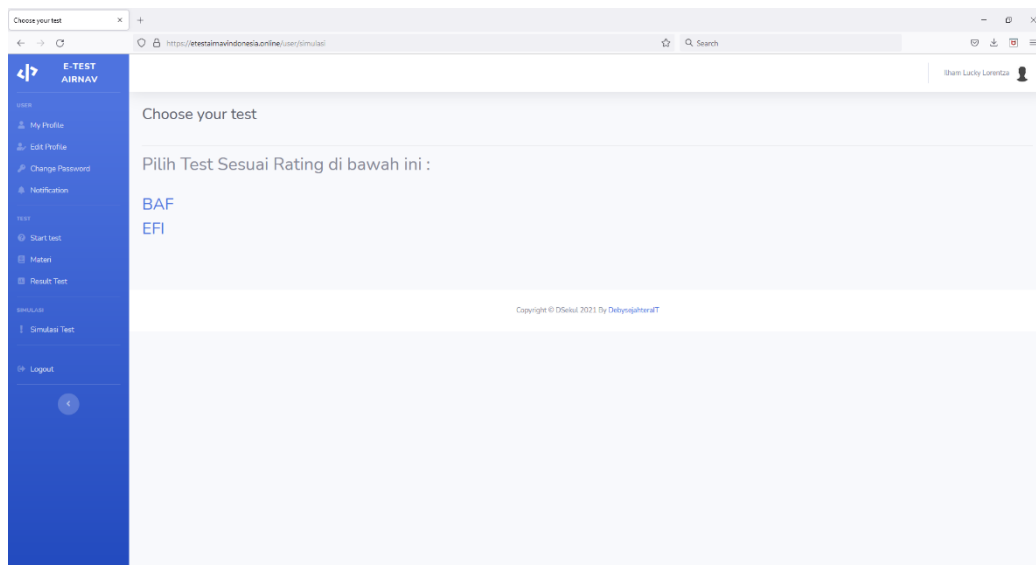 Choose your test
https://etestairnavindonesia.online/user/simulasi
Search
E-TEST
AIRNAV
Ilham Lucky Lorentza
USER
My Profile
Edit Profile
Change Password
Notification
TEST
Start test
Materi
Result Test
SIMULASI
Simulasi Test
Logout
Choose your test
Pilih Test Sesuai Rating di bawah ini :
BAF
EFI
Copyright © DSekul 2021 By DebysejahteraIT